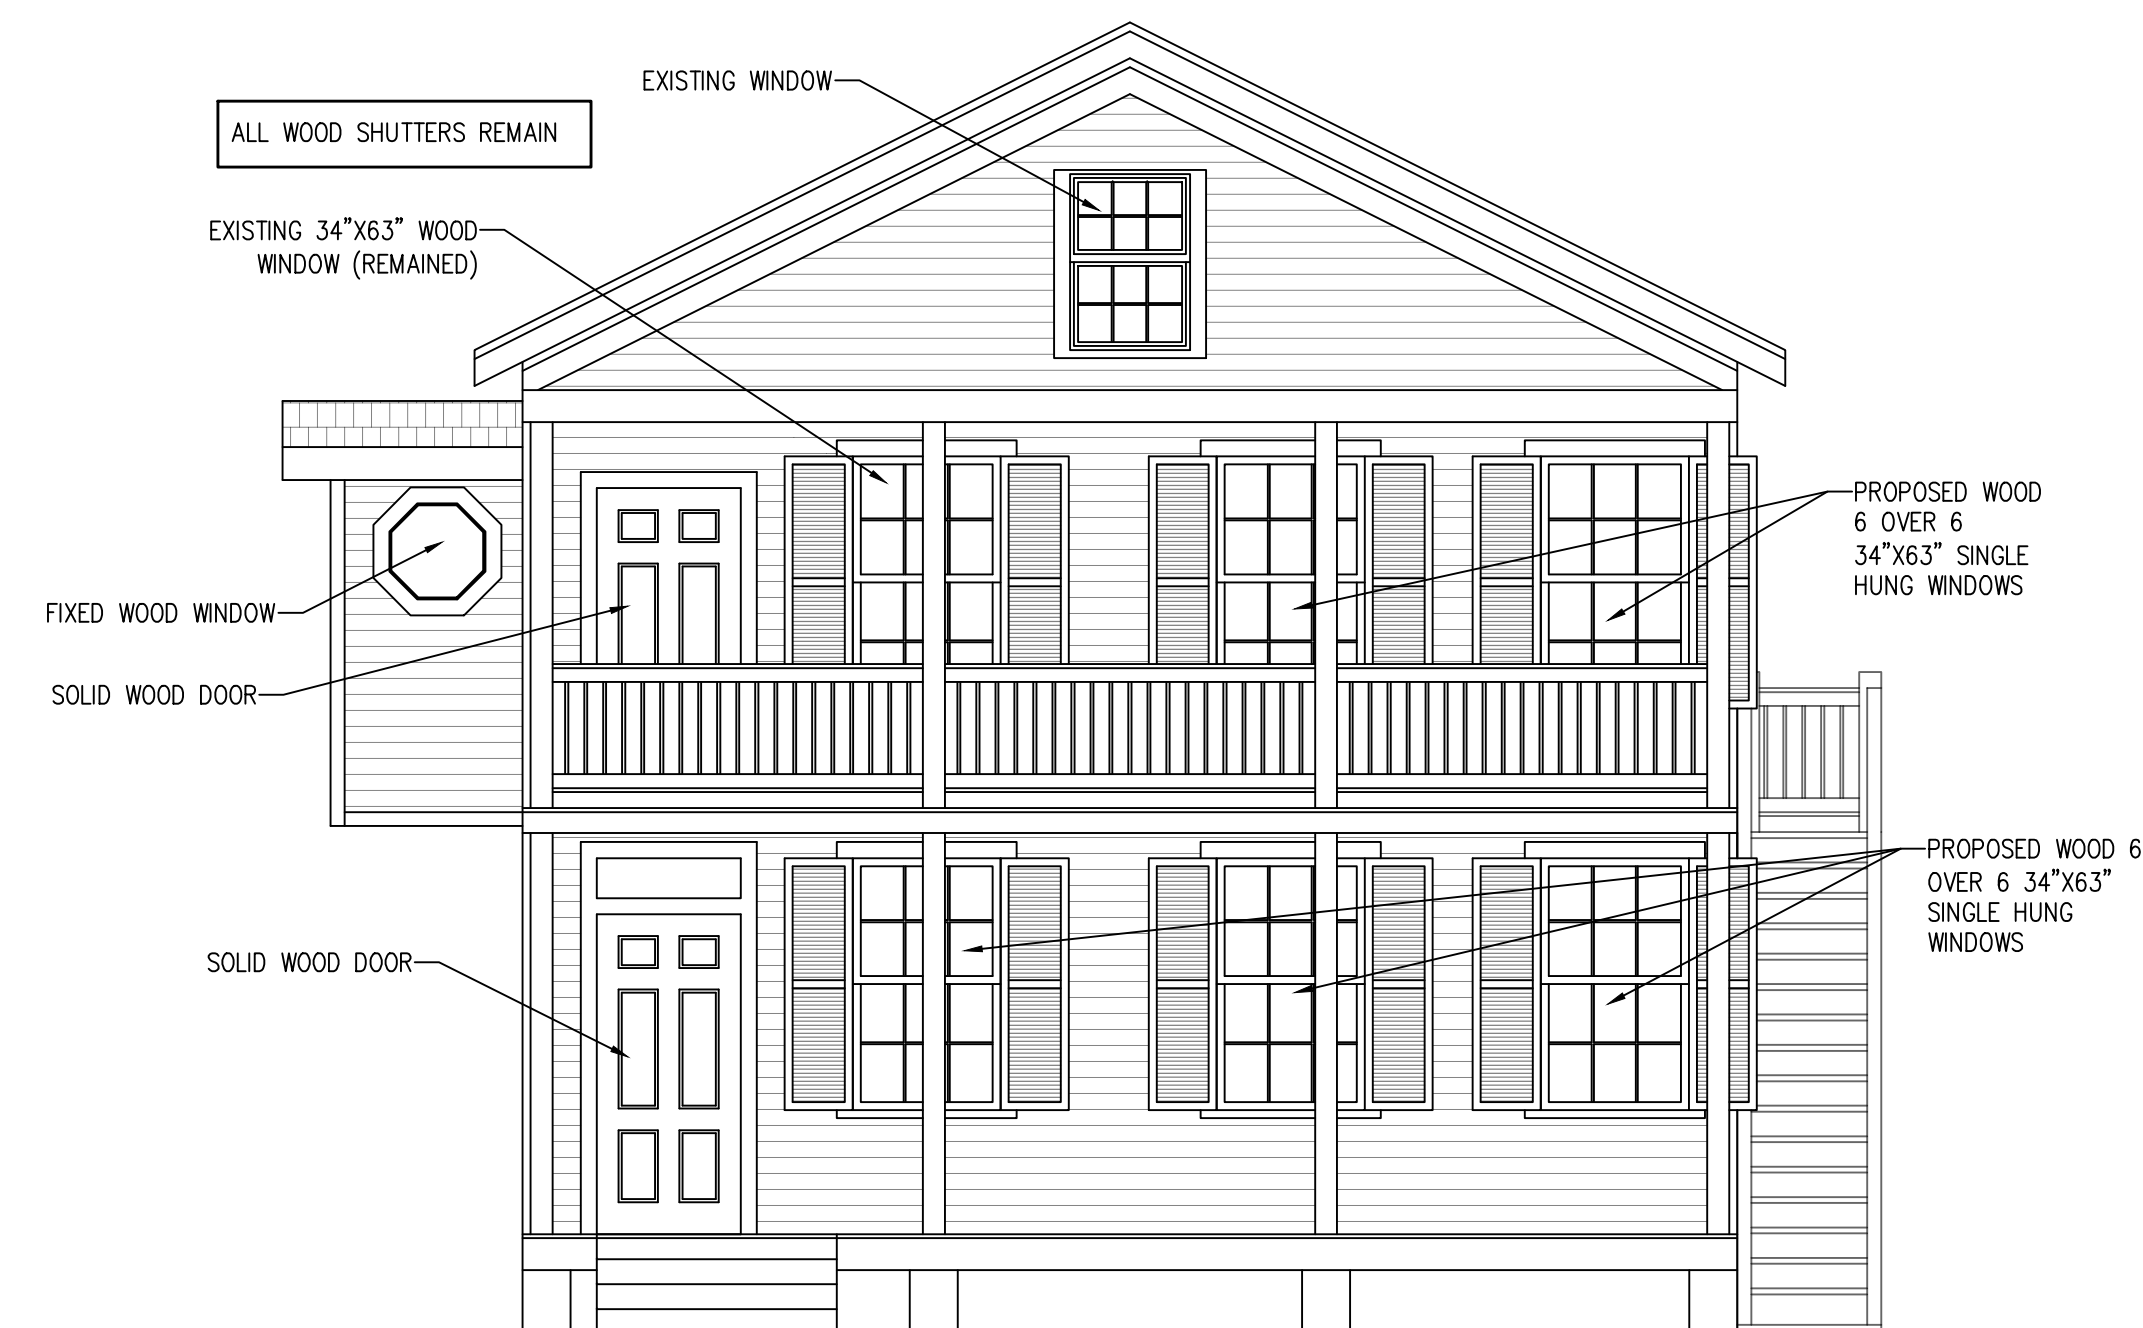 EXISTING WINDOW
ALL WOOD SHUTTERS REMAIN
EXISTING 34”X63” WOOD
WINDOW (REMAINED)
PROPOSED WOOD
6 OVER 6
34”X63” SINGLE
HUNG WINDOWS
FIXED WOOD WINDOW
SOLID WOOD DOOR
PROPOSED WOOD 6
OVER 6 34”X63”
SINGLE HUNG
WINDOWS
SOLID WOOD DOOR